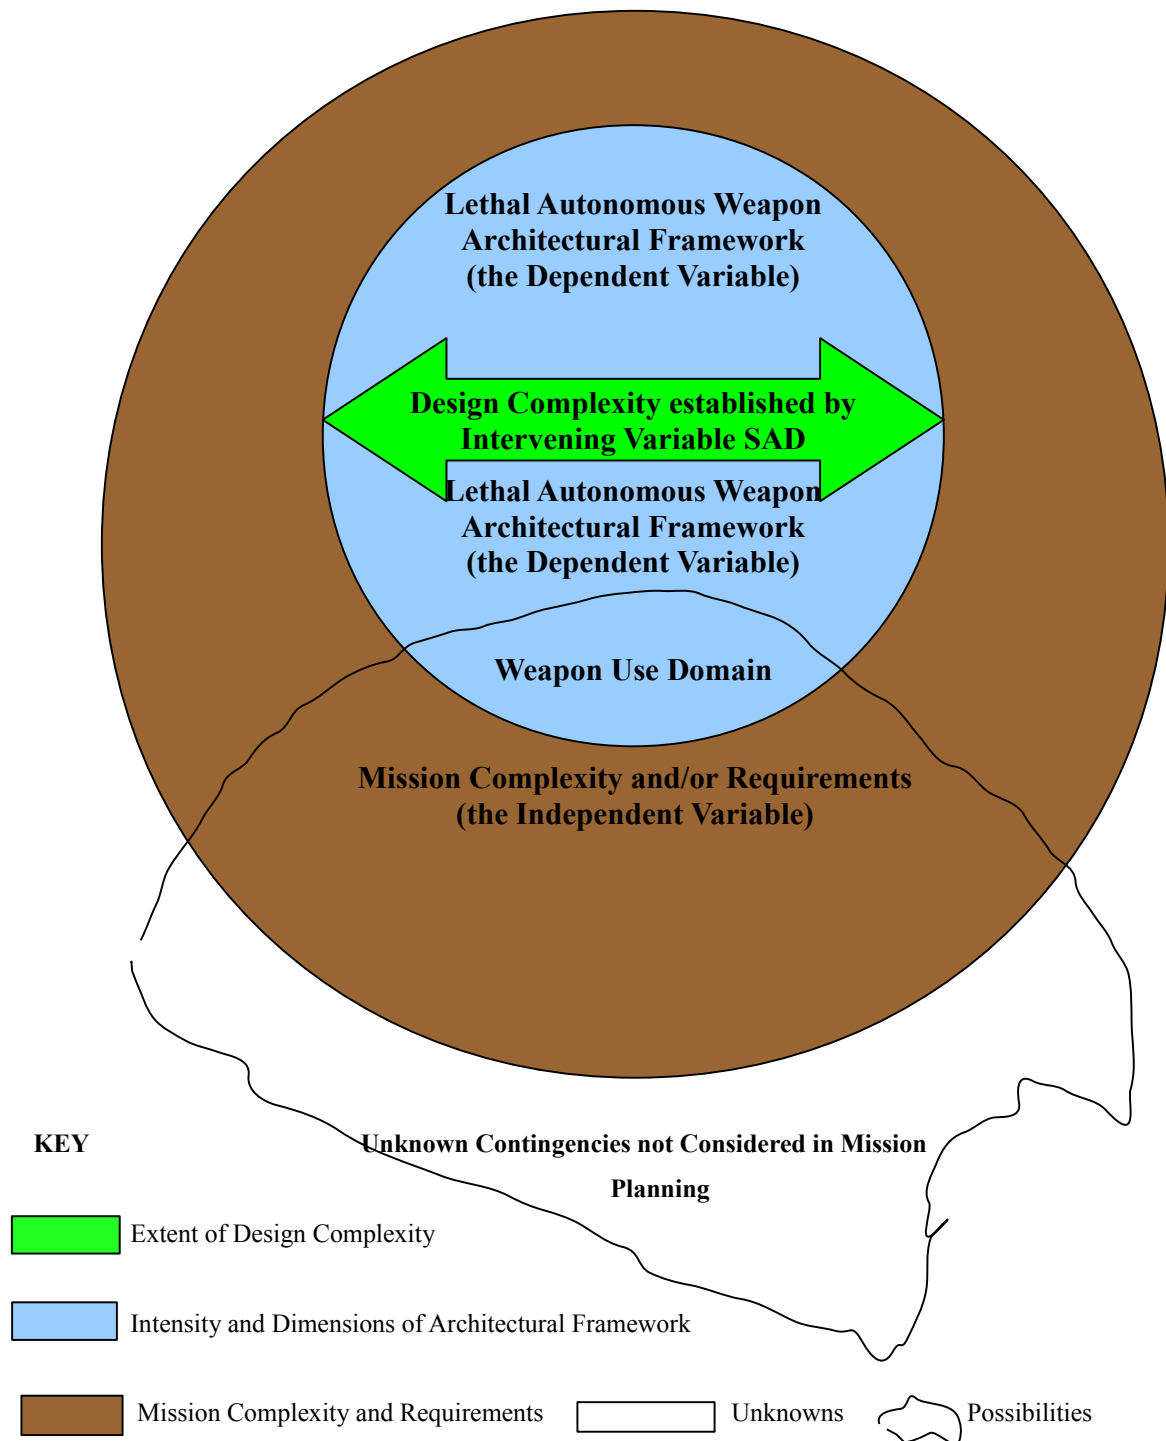 Lethal Autonomous Weapon
Architectural Framework
(the Dependent Variable)
Design Complexity established by
Intervening Variable SAD
Lethal Autonomous Weapon
Architectural Framework
(the Dependent Variable)
Weapon Use Domain
Mission Complexity and/or Requirements
(the Independent Variable)
KEY
Unknown Contingencies not Considered in Mission
Planning
Extent of Design Complexity
Intensity and Dimensions of Architectural Framework
Mission Complexity and Requirements
Unknowns
Possibilities